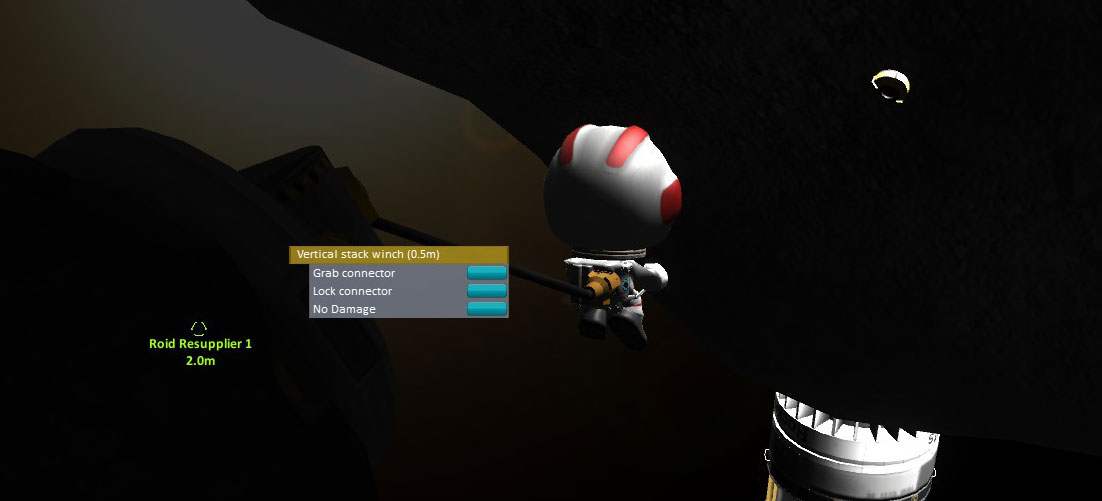 Vertical stack winch (0.5m)
Grab connector
Lock connector
No Damage
Roid Resupplier 1
2.0m